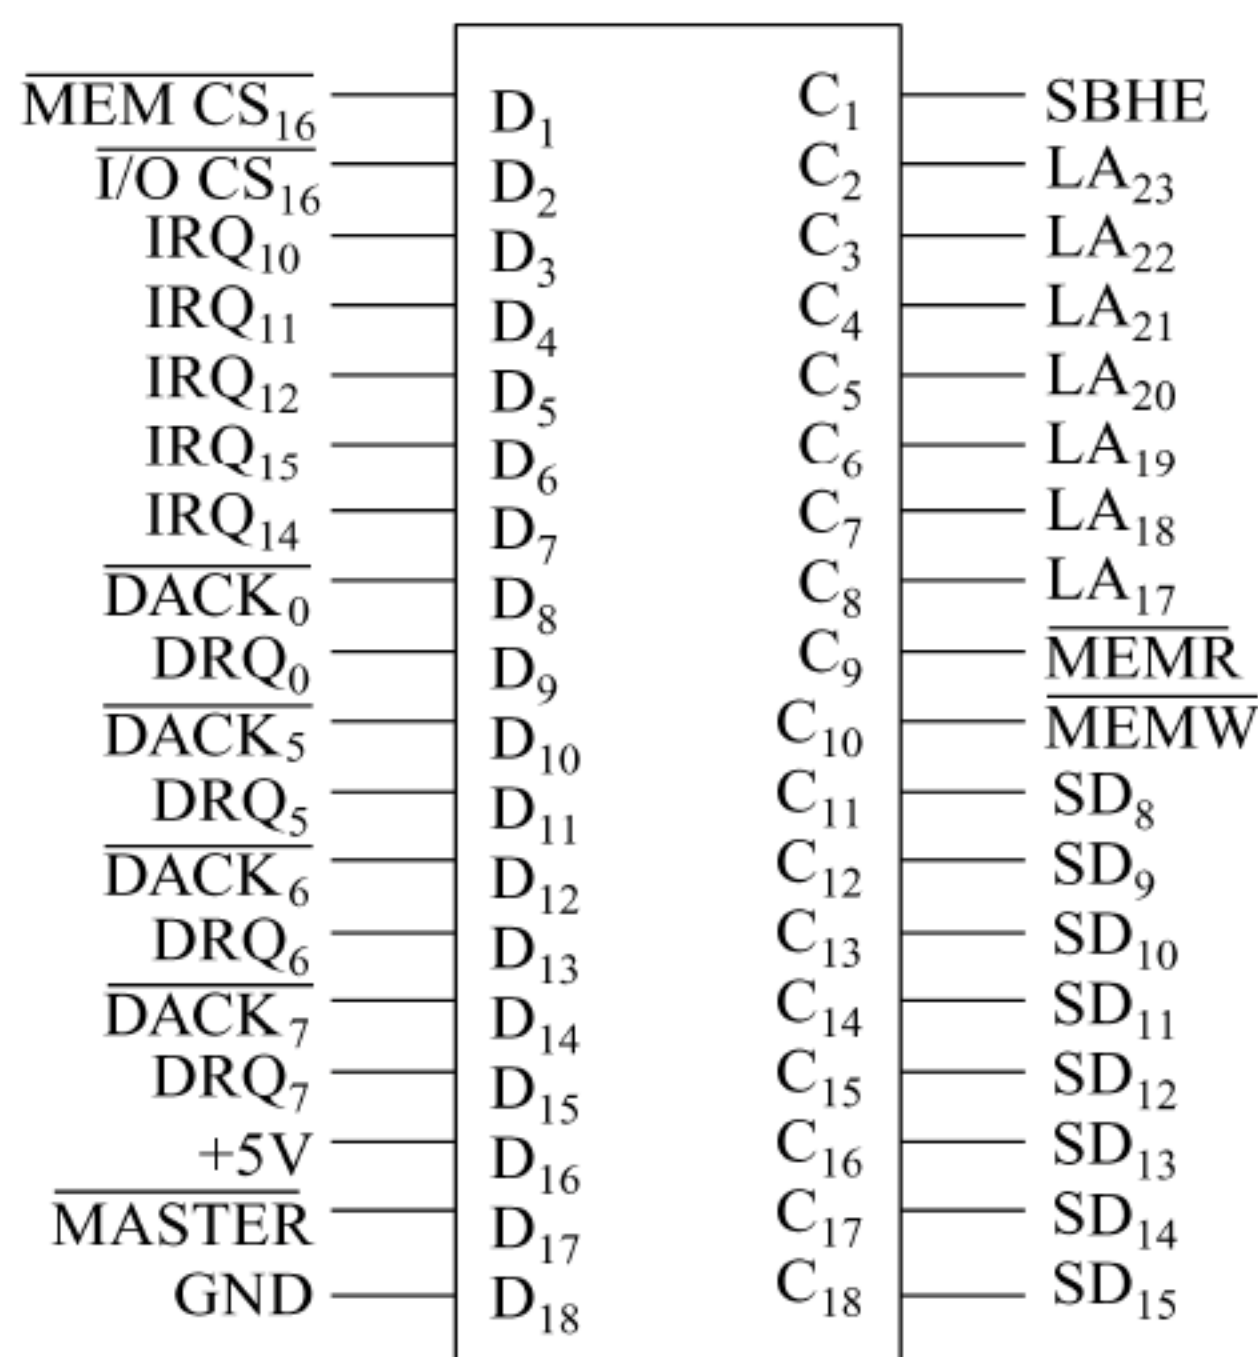 MEM CS₁₆ D₁ C₁ SBHE
I/O CS₁₆ D₂ C₂ LA₂₃
IRQ₁₀ D₃ C₃ LA₂₂
IRQ₁₁ D₄ C₄ LA₂₁
IRQ₁₂ D₅ C₅ LA₂₀
IRQ₁₅ D₆ C₆ LA₁₉
IRQ₁₄ D₇ C₇ LA₁₈
DACK₀ D₈ C₈ LA₁₇
DRQ₀ D₉ C₉ MEMR
DACK₅ D₁₀ C₁₀ MEMW
DRQ₅ D₁₁ C₁₁ SD₈
DACK₆ D₁₂ C₁₂ SD₉
DRQ₆ D₁₃ C₁₃ SD₁₀
DACK₇ D₁₄ C₁₄ SD₁₁
DRQ₇ D₁₅ C₁₅ SD₁₂
+5V D₁₆ C₁₆ SD₁₃
MASTER D₁₇ C₁₇ SD₁₄
GND D₁₈ C₁₈ SD₁₅